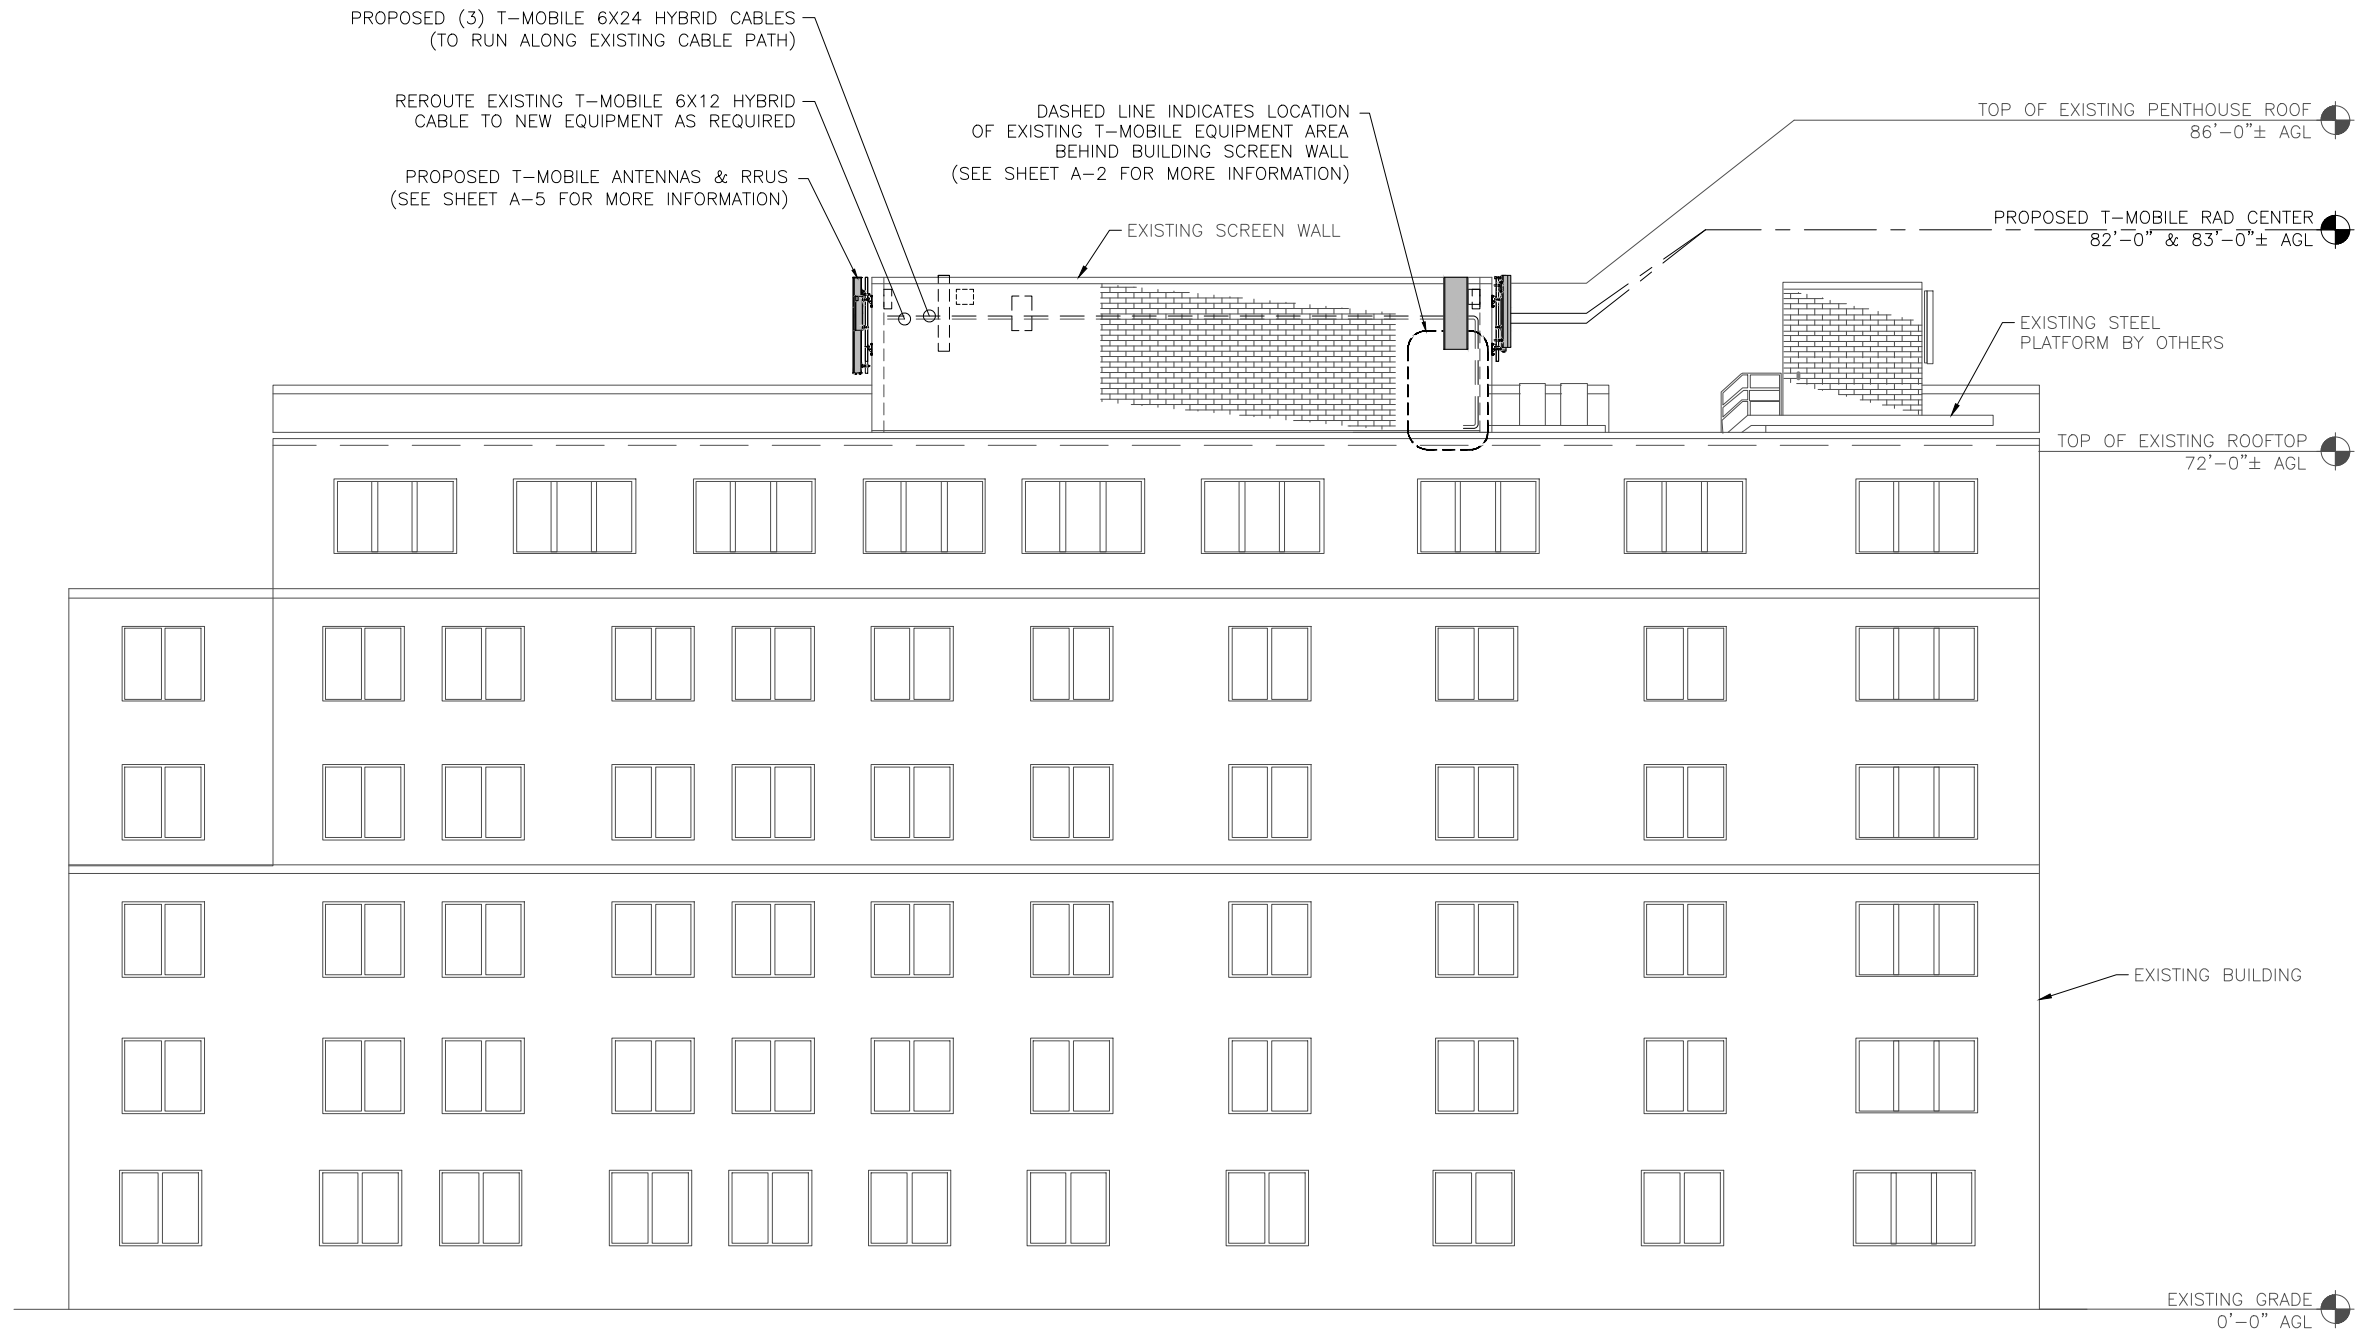 PROPOSED (3) T-MOBILE 6X24 HYBRID CABLES
(TO RUN ALONG EXISTING CABLE PATH)
REROUTE EXISTING T-MOBILE 6X12 HYBRID
CABLE TO NEW EQUIPMENT AS REQUIRED
PROPOSED T-MOBILE ANTENNAS & RRUS
(SEE SHEET A-5 FOR MORE INFORMATION)
DASHED LINE INDICATES LOCATION
OF EXISTING T-MOBILE EQUIPMENT AREA
BEHIND BUILDING SCREEN WALL
(SEE SHEET A-2 FOR MORE INFORMATION)
EXISTING SCREEN WALL
TOP OF EXISTING PENTHOUSE ROOF
86'-0"± AGL
PROPOSED T-MOBILE RAD CENTER
82'-0" & 83'-0"± AGL
EXISTING STEEL
PLATFORM BY OTHERS
TOP OF EXISTING ROOFTOP
72'-0"± AGL
EXISTING BUILDING
EXISTING GRADE
0'-0" AGL